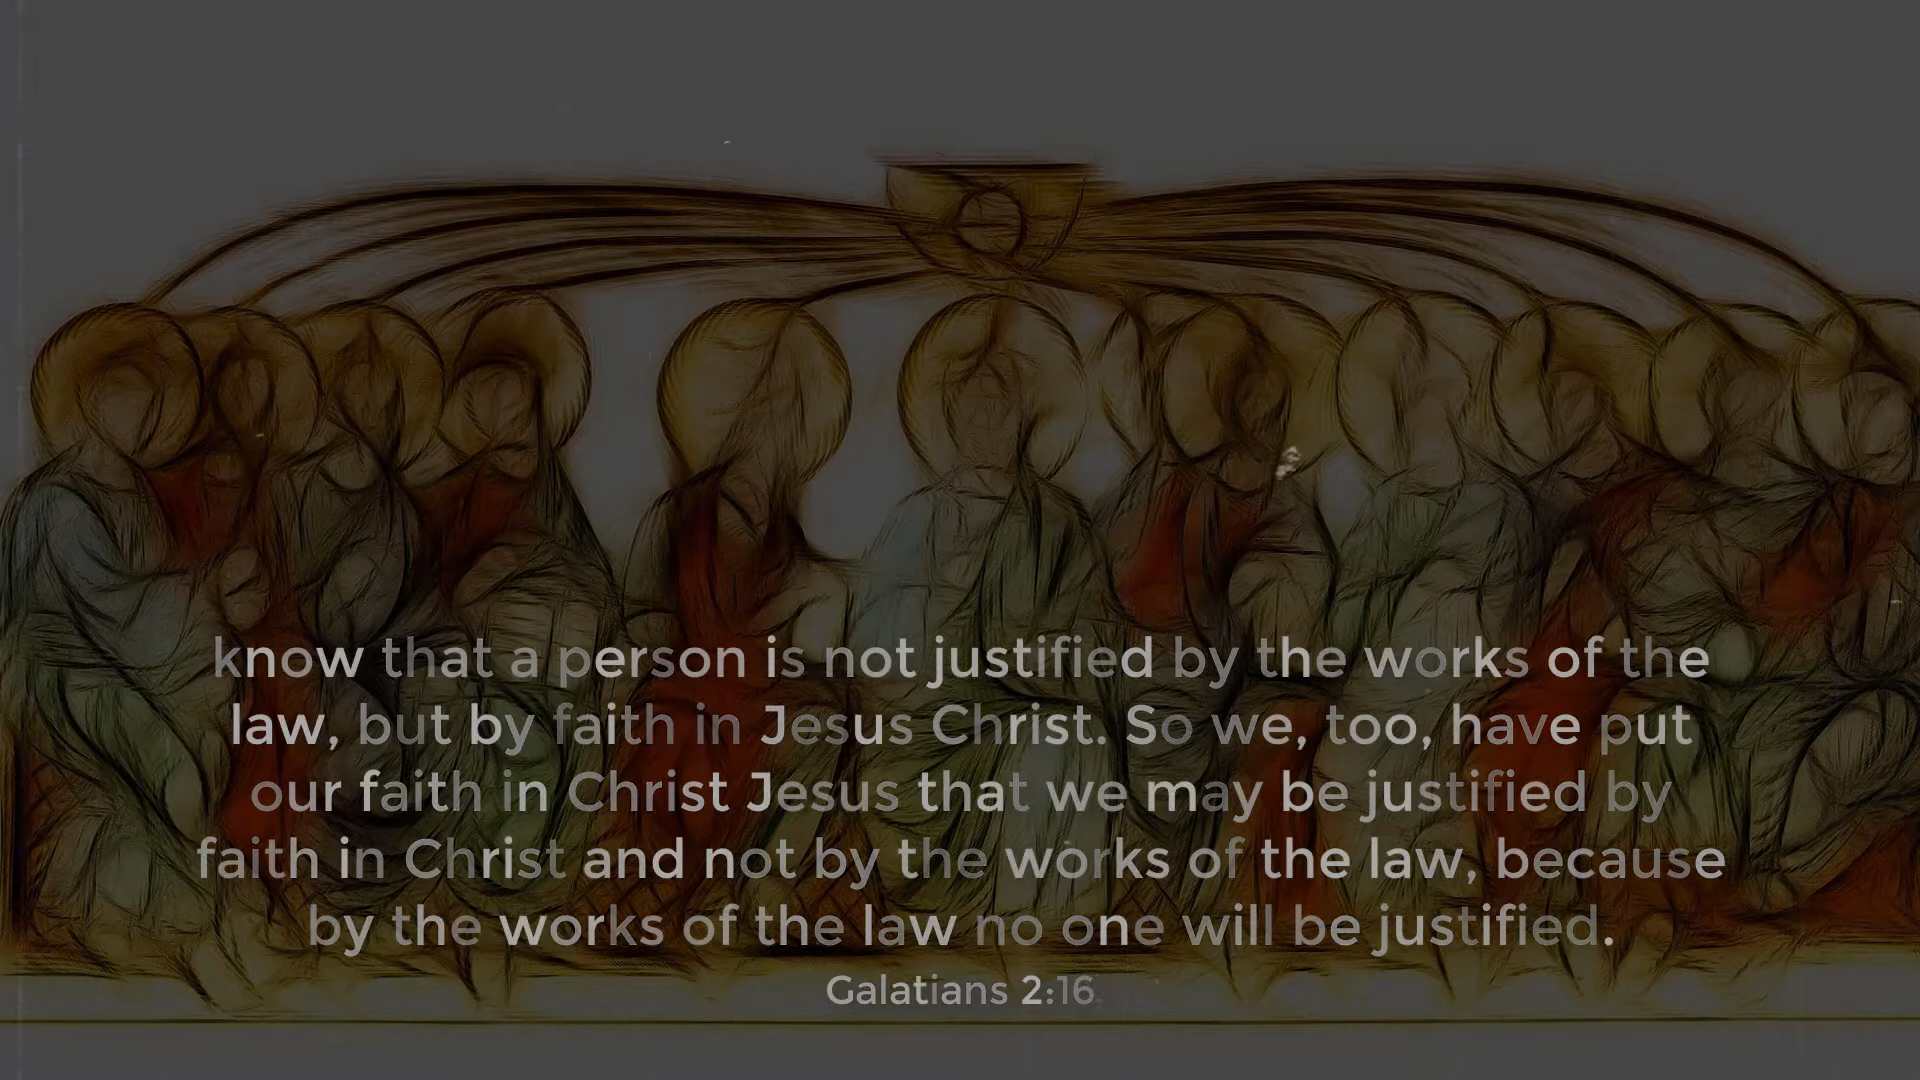 know that a person is not justified by the works of the
law, but by faith in Jesus Christ. So we, too, have put
our faith in Christ Jesus that we may be justified by
faith in Christ and not by the works of the law, because
by the works of the law no one will be justified.
Galatians 2:16